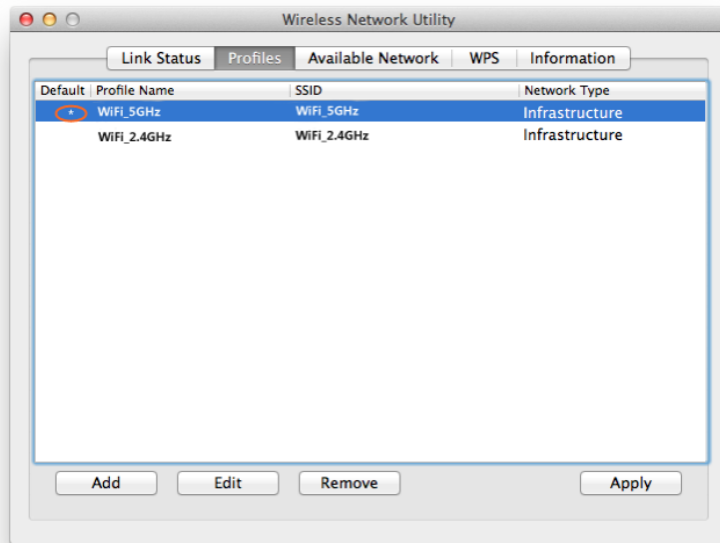 Wireless Network Utility
Link Status Profiles Available Network WPS Information
Default Profile Name SSID Network Type
* WiFi_5GHz WiFi_5GHz Infrastructure
WiFi_2.4GHz WiFi_2.4GHz Infrastructure
Add Edit Remove Apply